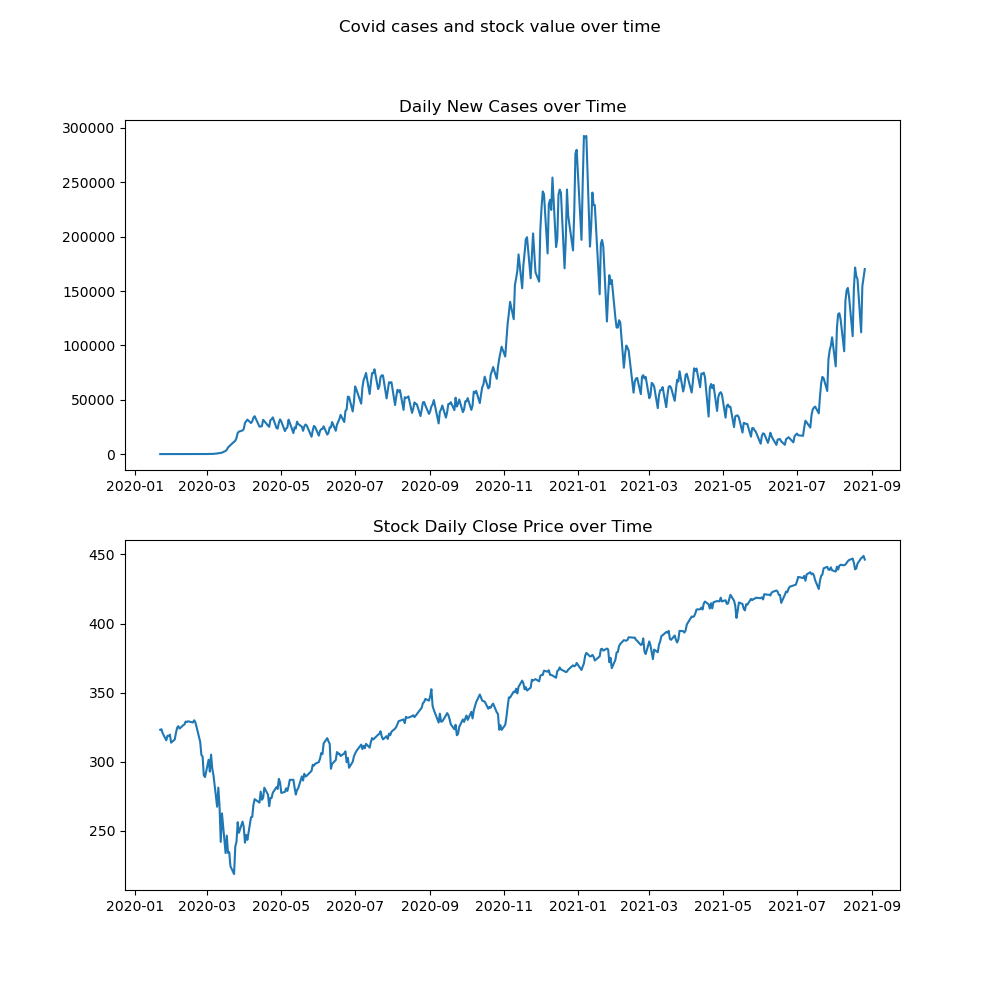 Covid cases and stock value over time
Daily New Cases over Time
300000
250000
200000
150000
100000
50000
0
2020-01 2020-03 2020-05 2020-07 2020-09 2020-11 2021-01 2021-03 2021-05 2021-07 2021-09
Stock Daily Close Price over Time
450
400
350
300
250
2020-01 2020-03 2020-05 2020-07 2020-09 2020-11 2021-01 2021-03 2021-05 2021-07 2021-09